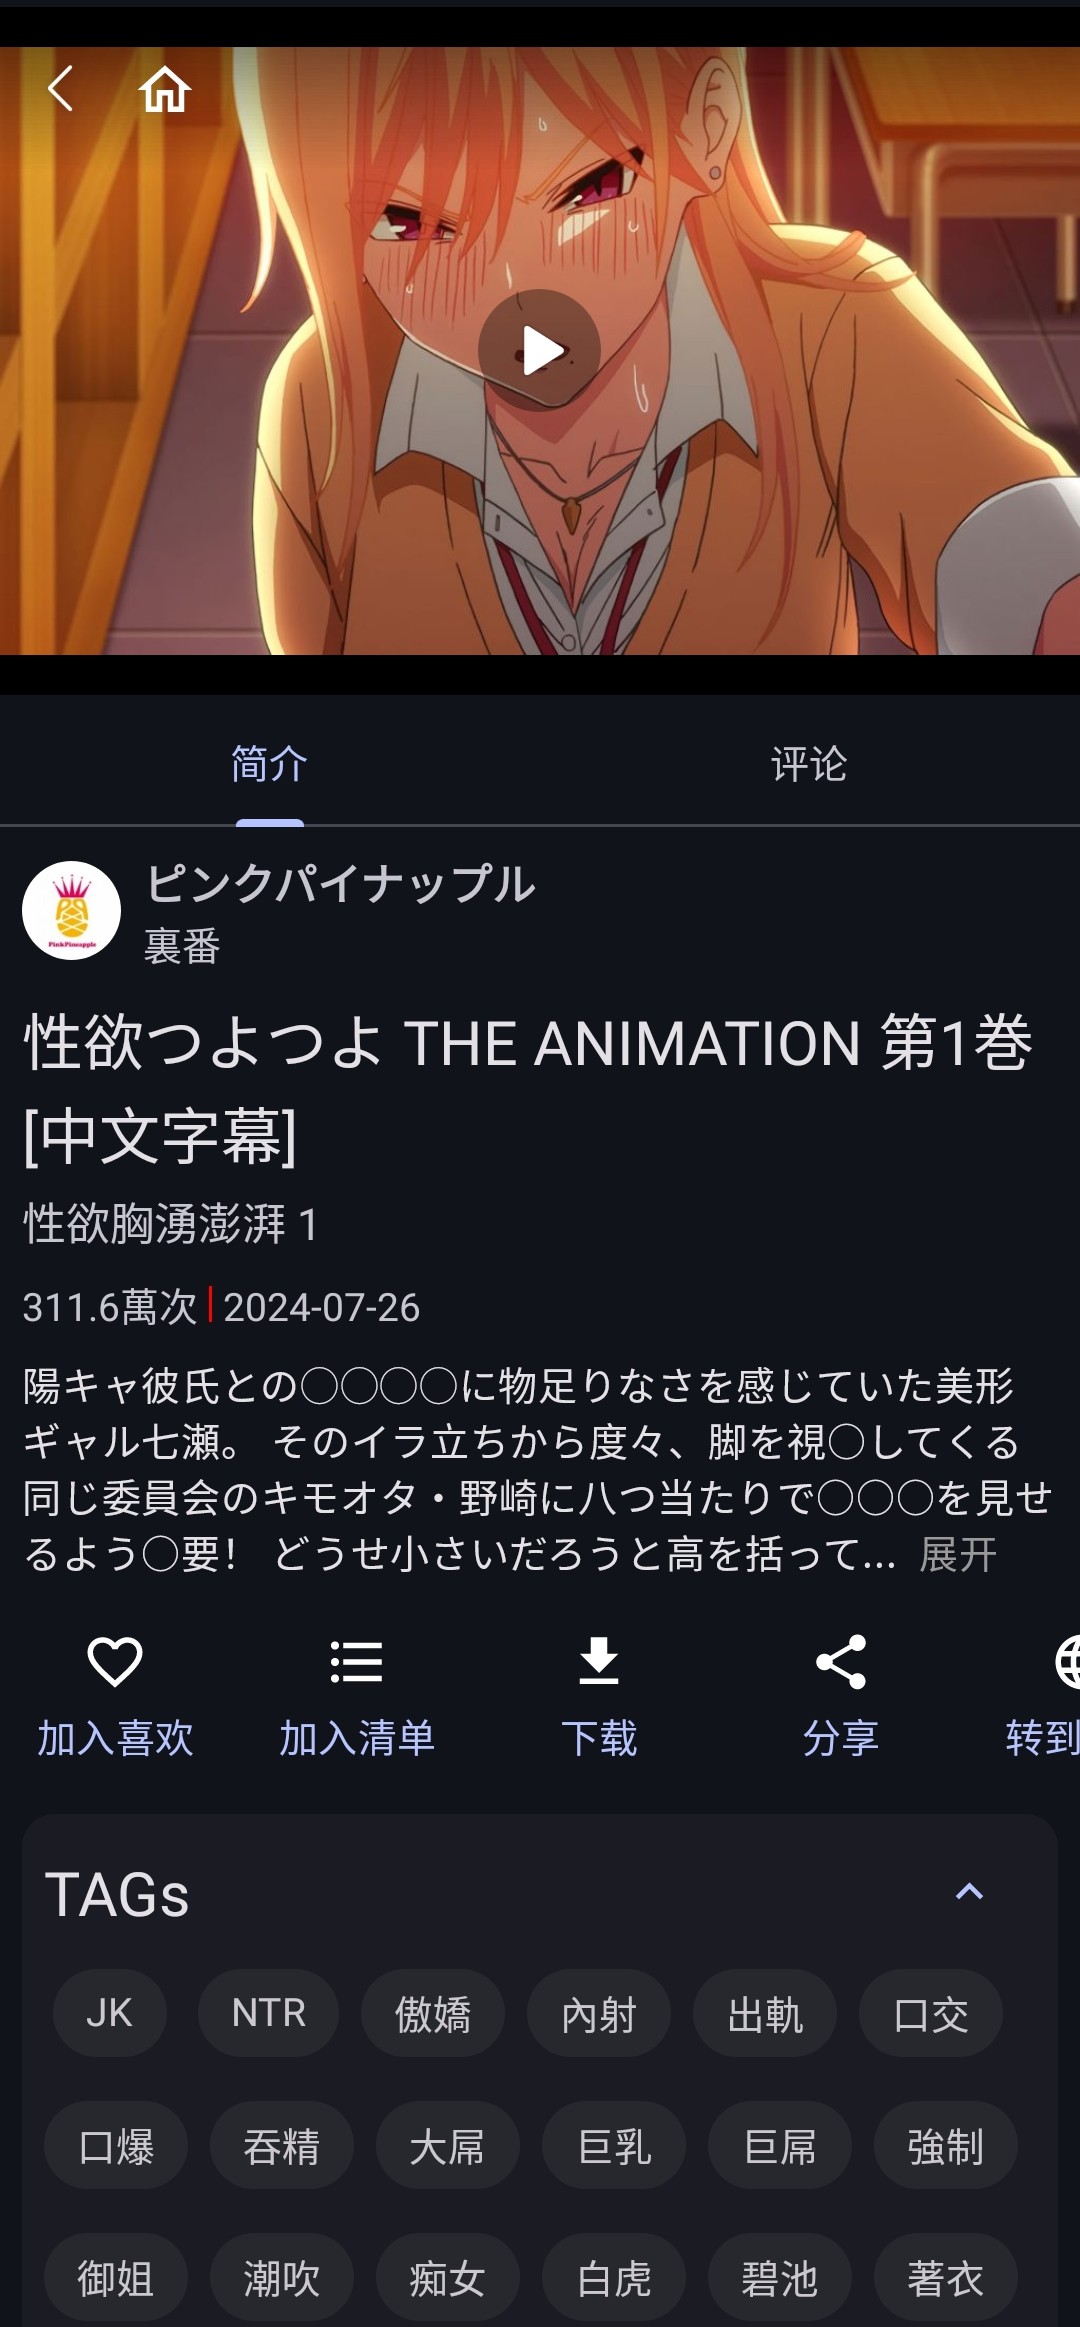 简介
评论
PinkPineapple
ピンクパイナップル
裏番
性欲つよつよ THE ANIMATION 第1巻
[中文字幕]
性欲胸湧澎湃 1
311.6萬次 | 2024-07-26
陽キャ彼氏との◯◯◯◯に物足りなさを感じていた美形
ギャル七瀬。 そのイラ立ちから度々、脚を視◯してくる
同じ委員会のキモオタ・野崎に八つ当たりで◯◯◯を見せ
るよう◯要！ どうせ小さいだろうと高を括って... 展开
加入喜欢 加入清单 下载 分享 转到
TAGs
JK NTR 傲嬌 內射 出軌 口交
口爆 吞精 大屌 巨乳 巨屌 強制
御姐 潮吹 痴女 白虎 碧池 著衣